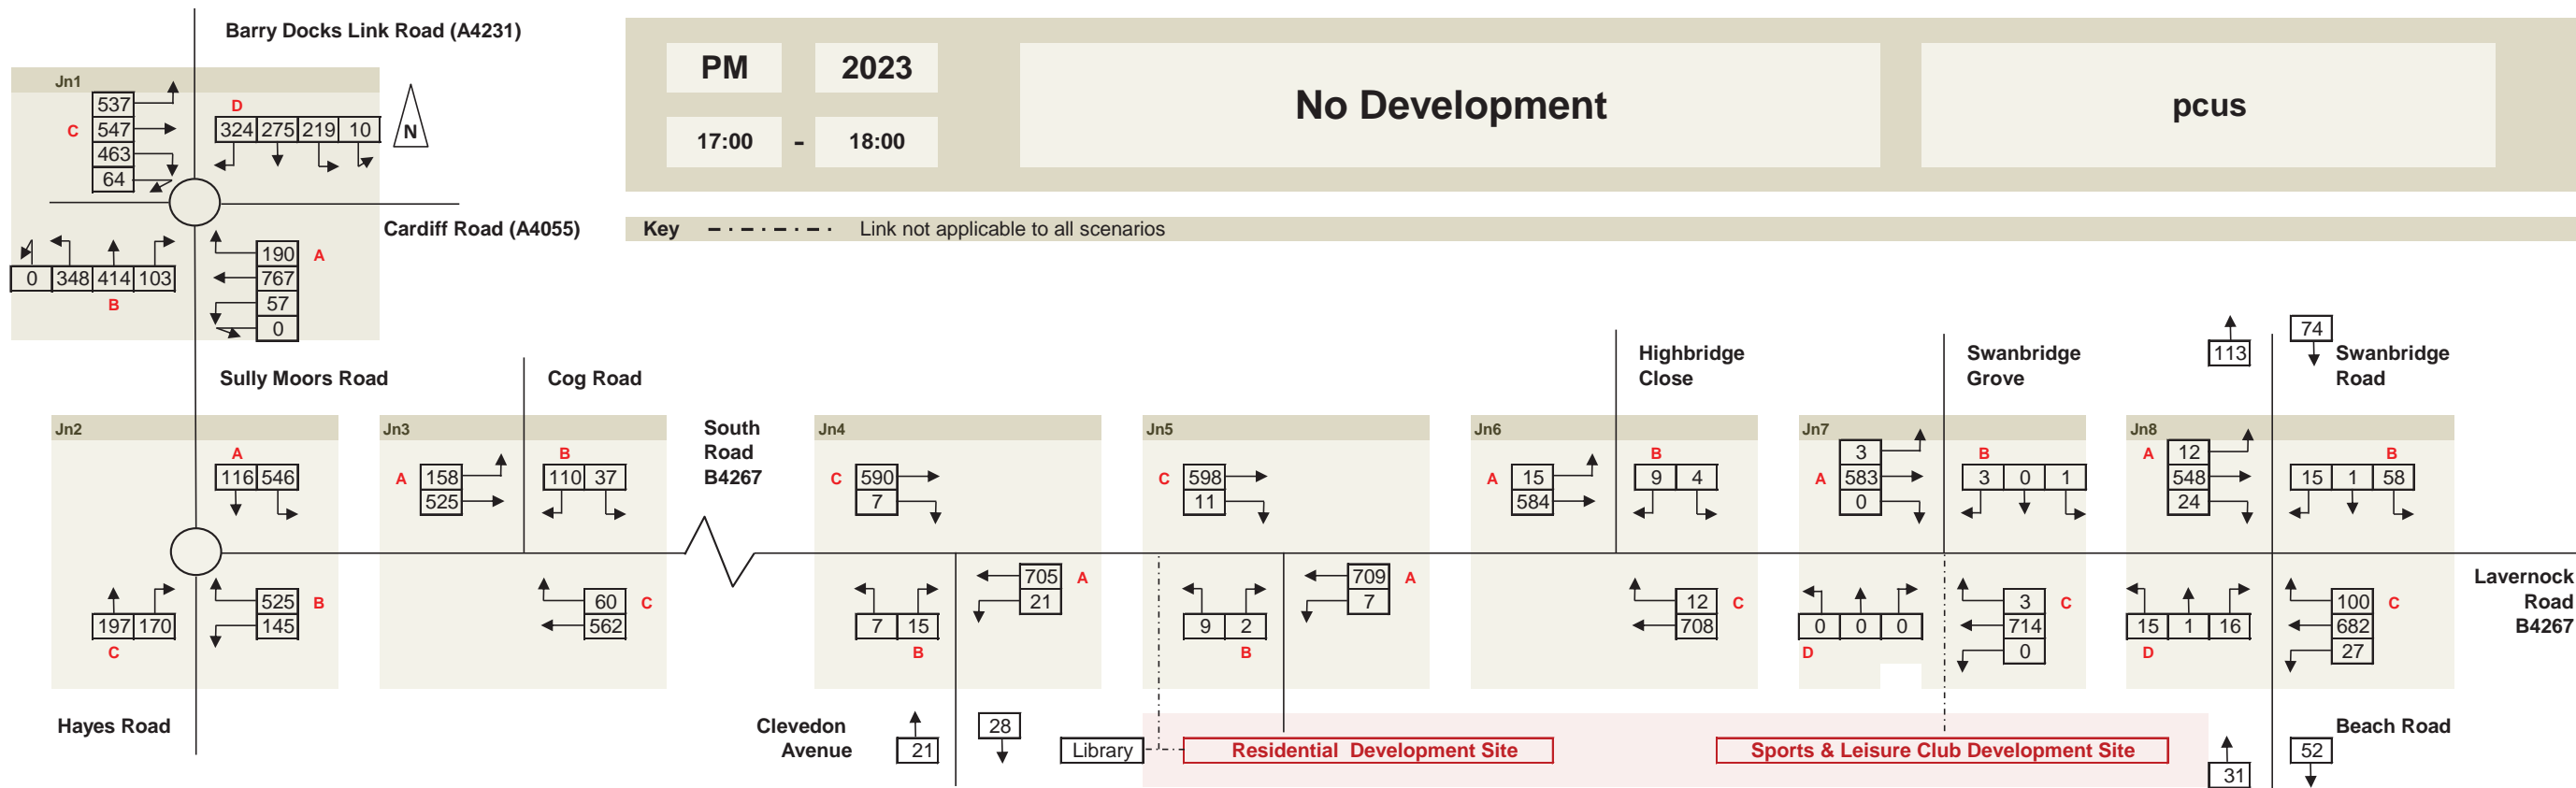 Barry Docks Link Road (A4231)
PM 2023
No Development
pcus
17:00 - 18:00
Key Link not applicable to all scenarios
Jn1
537
C 547
463
64
D
324 275 219 10
N
Cardiff Road (A4055)
190 A
767
57
0
0 348 414 103
B
Sully Moors Road
Cog Road
Highbridge
Close
Swanbridge
Grove
113
74
Swanbridge
Road
Jn2
A
116 546
525 B
145
197 170
C
Hayes Road
Jn3
A 158
525
B
110 37
60 C
562
South
Road
B4267
Jn4
C 590
7
705 A
21
7 15
B
Clevedon
Avenue
21
28
Jn5
C 598
11
709 A
7
9 2
B
Library
Residential Development Site
Jn6
A 15
584
B
9 4
12 C
708
Jn7
3
A 583
0
B
3 0 1
0 0 0
D
3 C
714
0
Sports & Leisure Club Development Site
Jn8
A 12
548
24
B
15 1 58
15 1 16
D
100 C
682
27
Lavernock
Road
B4267
Beach Road
31
52